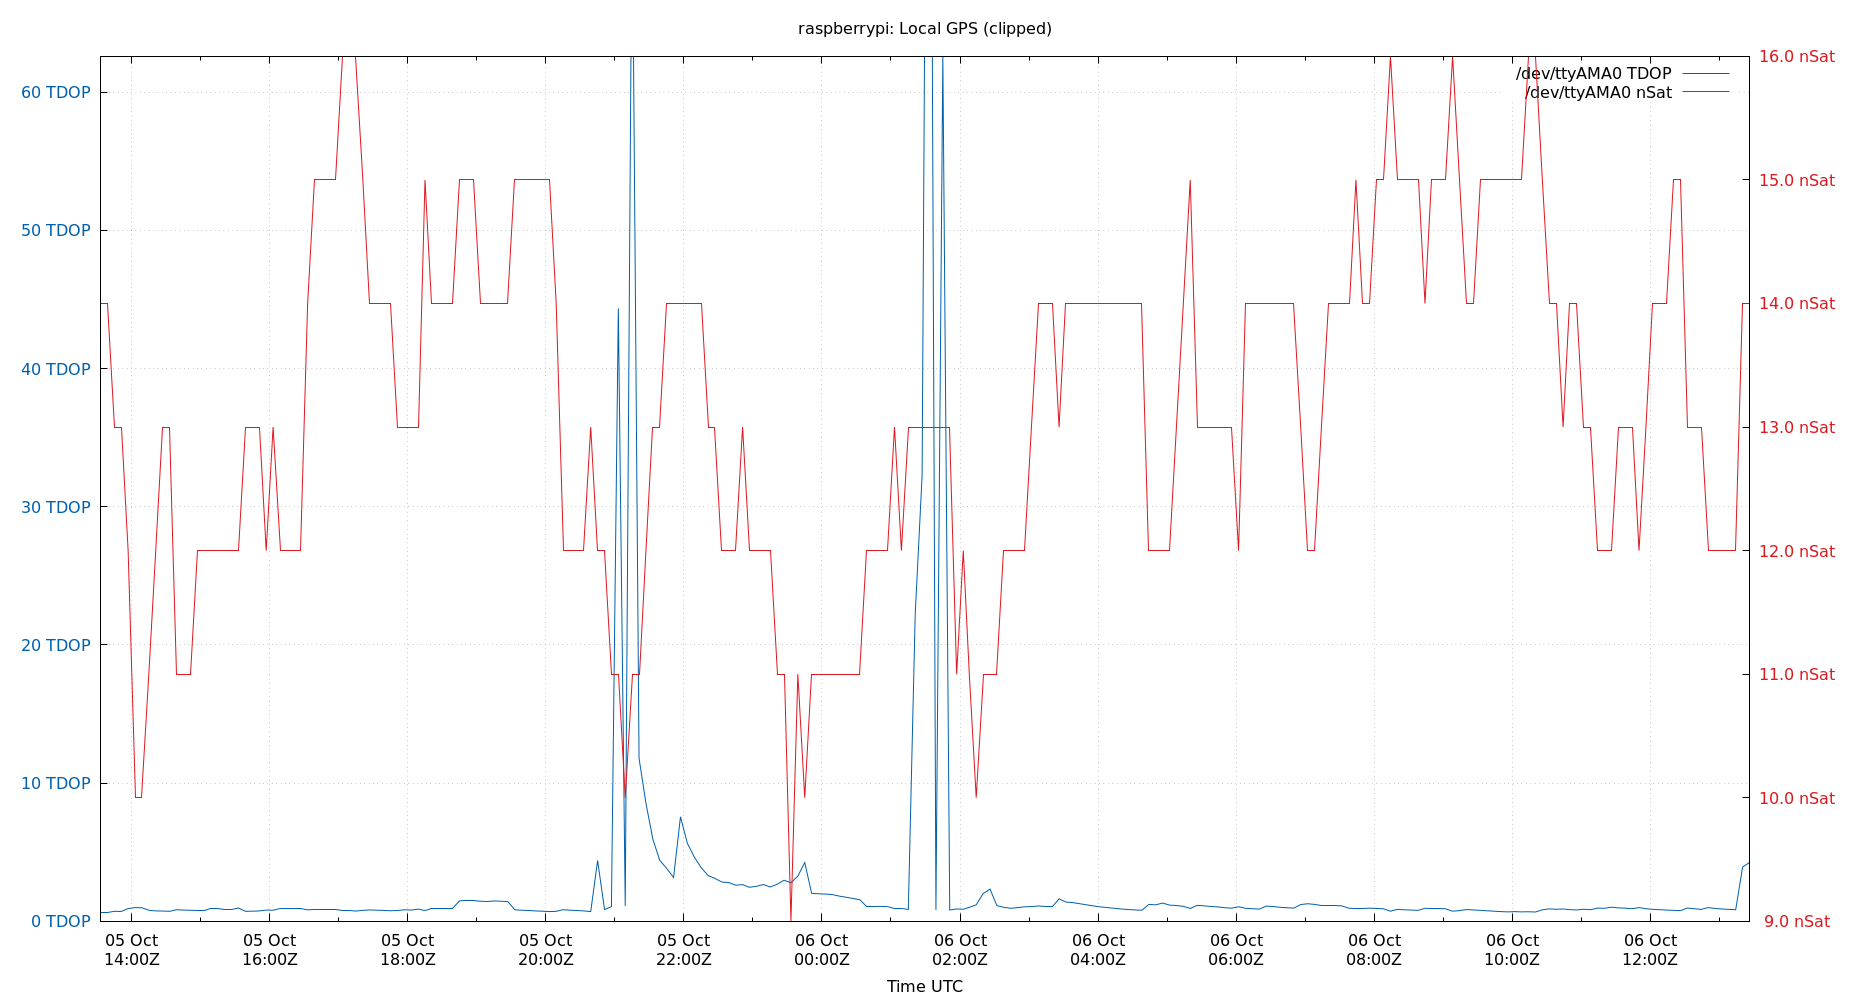 raspberrypi: Local GPS (clipped)
/dev/ttyAMA0 TDOP
/dev/ttyAMA0 nSat
60 TDOP
50 TDOP
40 TDOP
30 TDOP
20 TDOP
10 TDOP
0 TDOP
16.0 nSat
15.0 nSat
14.0 nSat
13.0 nSat
12.0 nSat
11.0 nSat
10.0 nSat
9.0 nSat
05 Oct
14:00Z
05 Oct
16:00Z
05 Oct
18:00Z
05 Oct
20:00Z
05 Oct
22:00Z
06 Oct
00:00Z
06 Oct
02:00Z
06 Oct
04:00Z
06 Oct
06:00Z
06 Oct
08:00Z
06 Oct
10:00Z
06 Oct
12:00Z
Time UTC